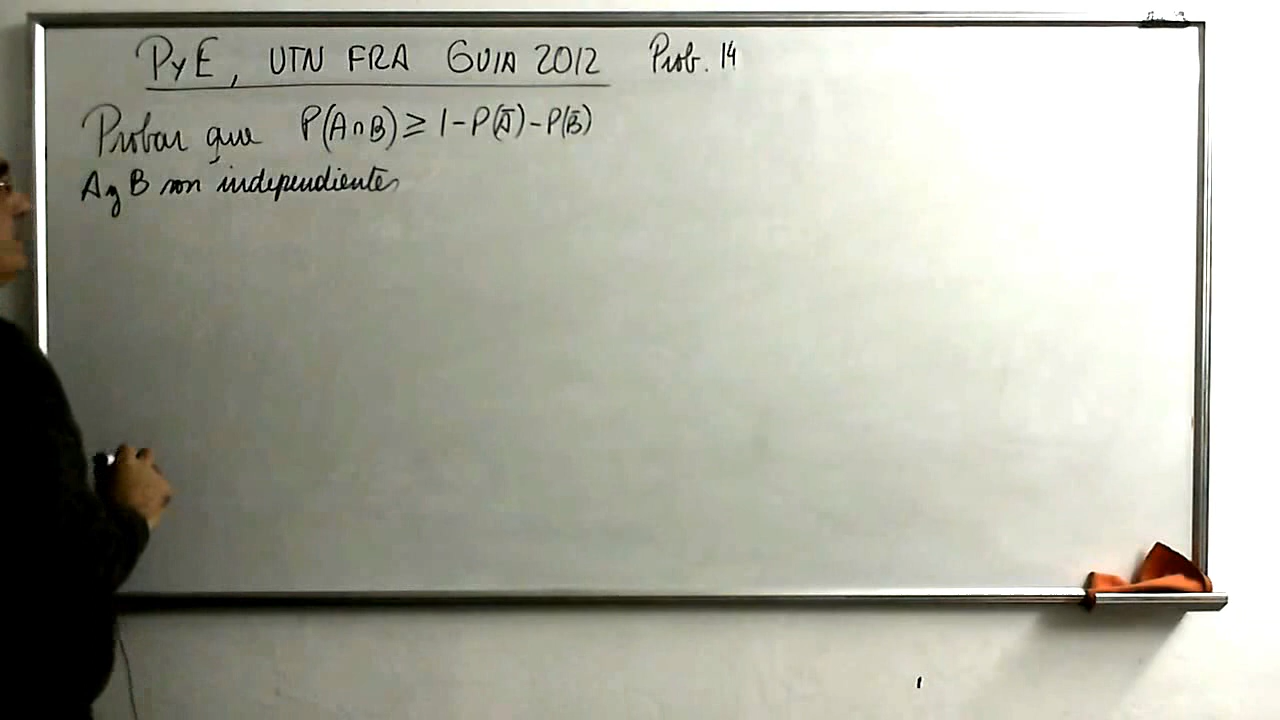 PyE, UTN FRA GUIA 2012 Prob. 14
Probar que P(A∩B) ≥ 1-P(A̅)-P(B̅)
A y B son independientes